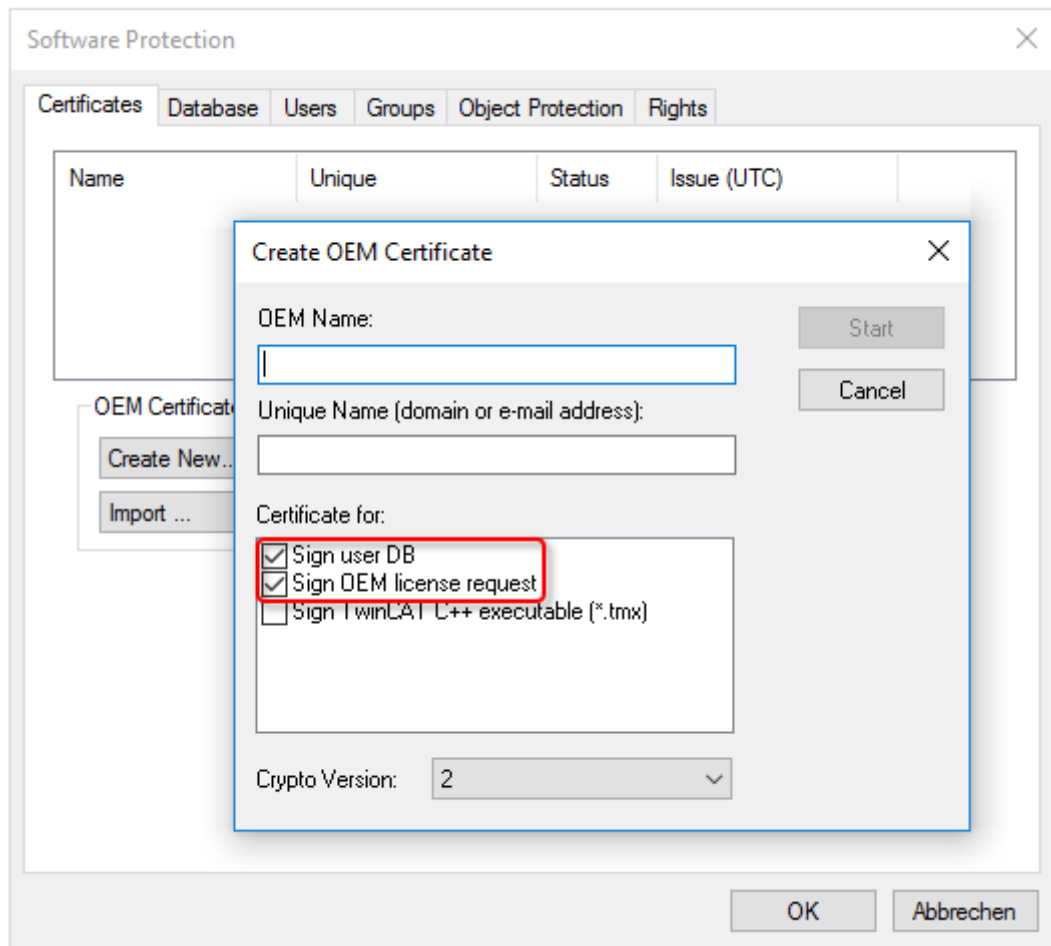 Software Protection
Certificates Database Users Groups Object Protection Rights
Name Unique Status Issue (UTC)
Create OEM Certificate
OEM Name:
Start
Cancel
OEM Certificate
Unique Name (domain or e-mail address):
Create New...
Import ...
Certificate for:
Sign user DB
Sign OEM license request
Sign TwinCAT C++ executable (*.tmx)
Crypto Version: 2
OK Abbrechen